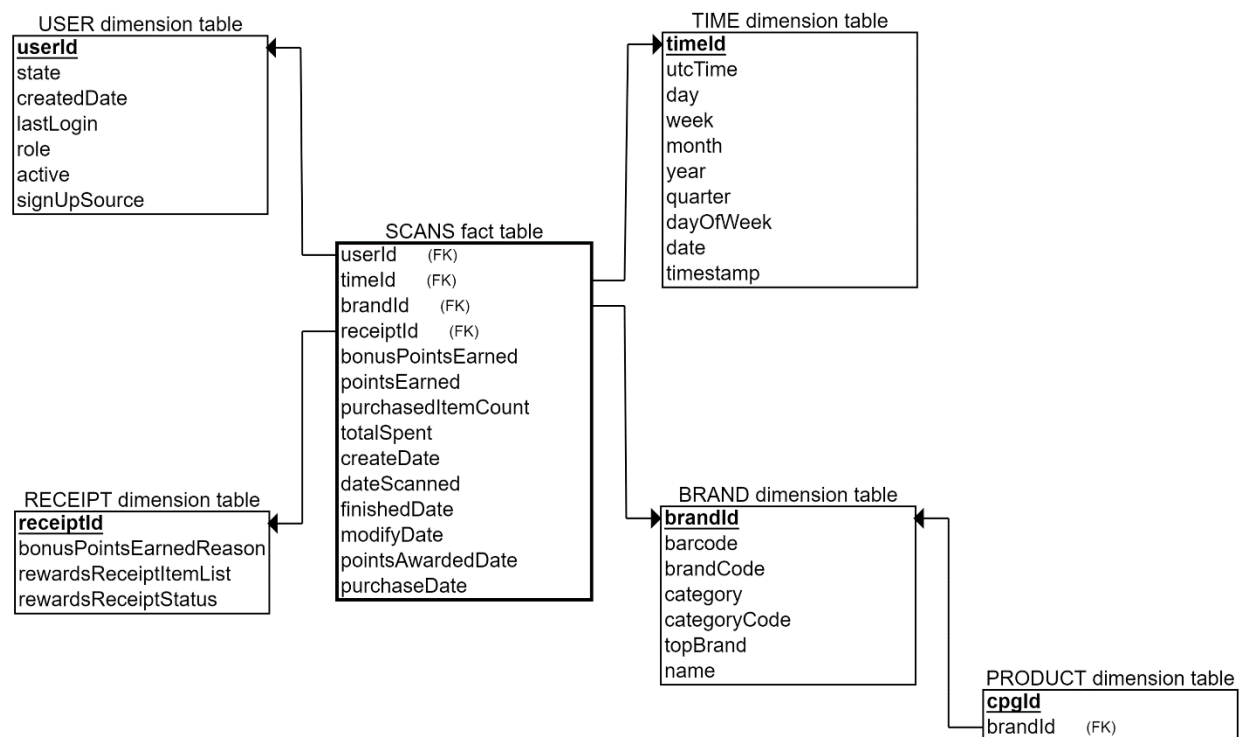 USER dimension table
userId
state
createdDate
lastLogin
role
active
signUpSource
TIME dimension table
timeId
utcTime
day
week
month
year
quarter
dayOfWeek
date
timestamp
SCANS fact table
userId (FK)
timeId (FK)
brandId (FK)
receiptId (FK)
bonusPointsEarned
pointsEarned
purchasedItemCount
totalSpent
createDate
dateScanned
finishedDate
modifyDate
pointsAwardedDate
purchaseDate
RECEIPT dimension table
receiptId
bonusPointsEarnedReason
rewardsReceiptItemList
rewardsReceiptStatus
BRAND dimension table
brandId
barcode
brandCode
category
categoryCode
topBrand
name
PRODUCT dimension table
cpgId
brandId (FK)